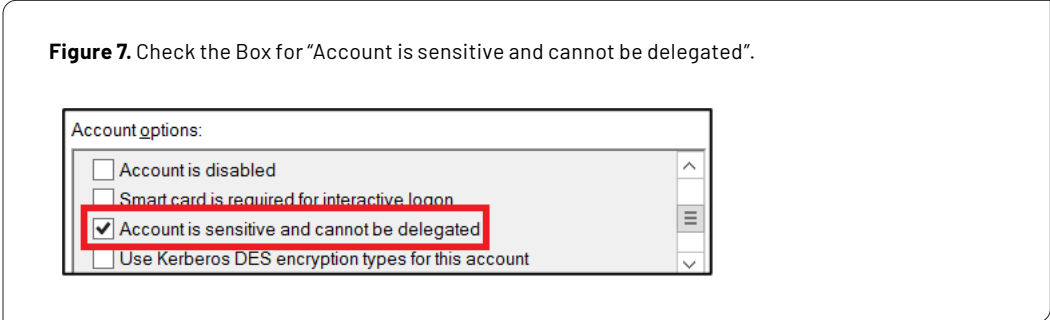 Figure 7. Check the Box for “Account is sensitive and cannot be delegated”.
Account options:
Account is disabled
Smart card is required for interactive logon
Account is sensitive and cannot be delegated
Use Kerberos DES encryption types for this account